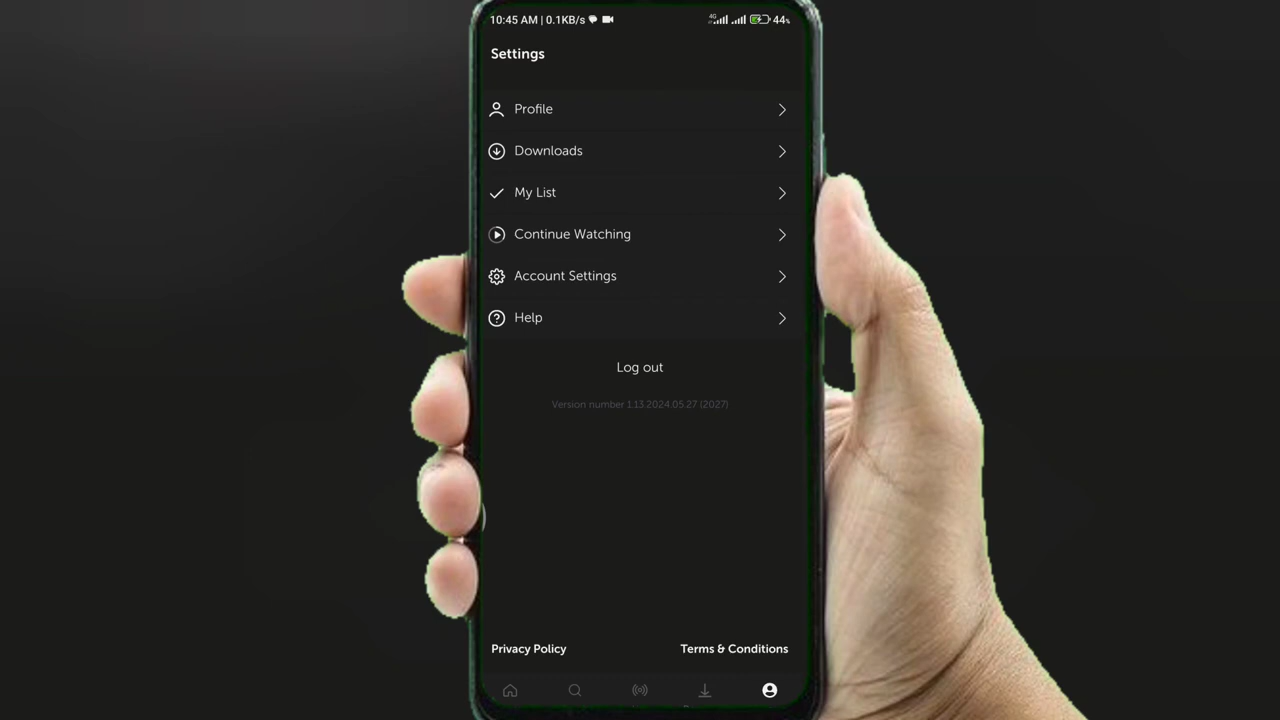 10:45 AM | 0.1KB/s 4G 44%
Settings
Profile
Downloads
My List
Continue Watching
Account Settings
Help
Log out
Version number 1.13.2024.05.27 (2027)
Privacy Policy Terms & Conditions